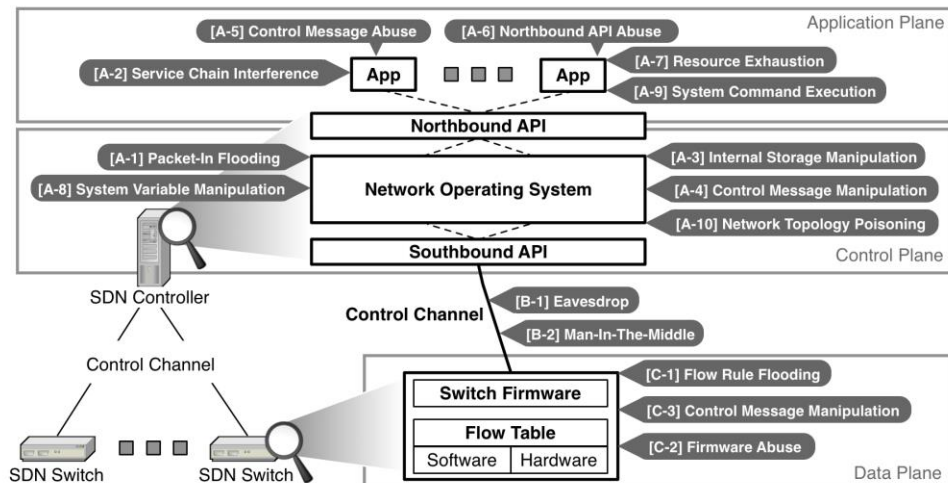 Application Plane
[A-5] Control Message Abuse
[A-6] Northbound API Abuse
[A-2] Service Chain Interference
App
App
[A-7] Resource Exhaustion
[A-9] System Command Execution
Northbound API
[A-1] Packet-In Flooding
[A-3] Internal Storage Manipulation
[A-8] System Variable Manipulation
Network Operating System
[A-4] Control Message Manipulation
[A-10] Network Topology Poisoning
Southbound API
Control Plane
SDN Controller
[B-1] Eavesdrop
Control Channel
[B-2] Man-In-The-Middle
Control Channel
[C-1] Flow Rule Flooding
Switch Firmware
[C-3] Control Message Manipulation
Flow Table
[C-2] Firmware Abuse
Software
Hardware
SDN Switch
SDN Switch
Data Plane